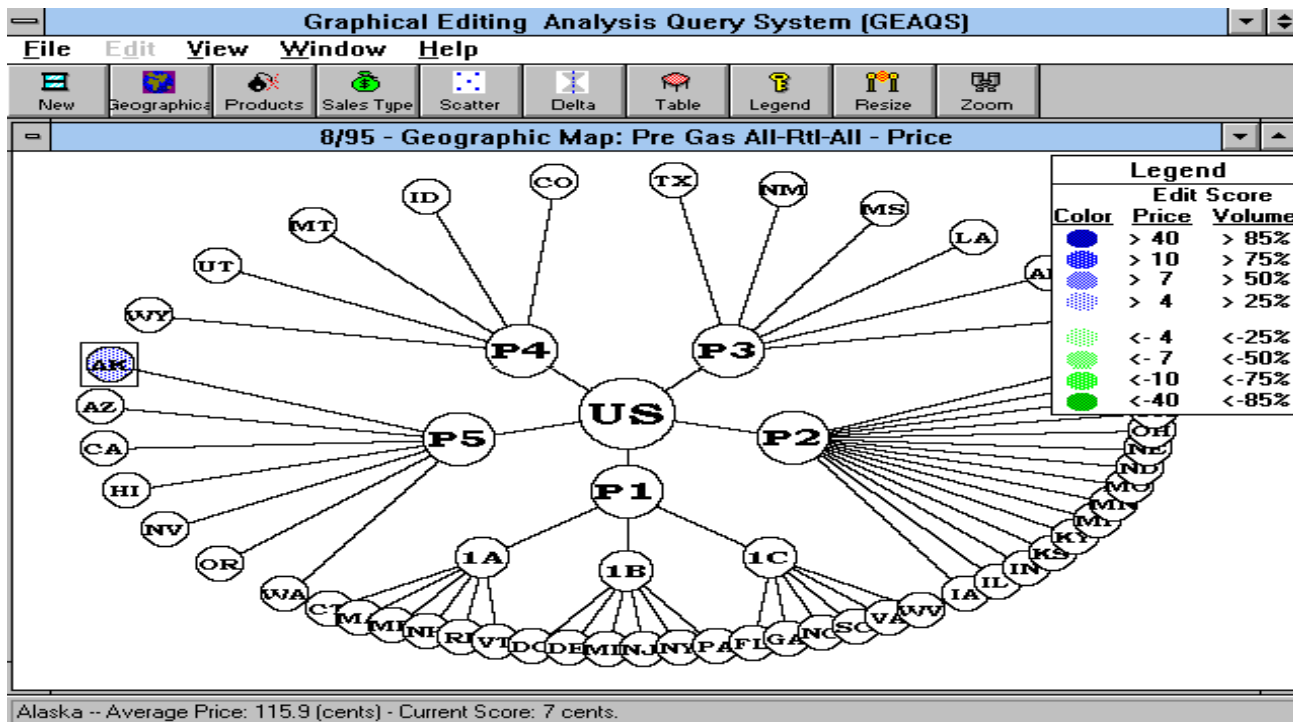 Graphical Editing Analysis Query System (GEAQS)
File Edit View Window Help
New Geographica Products Sales Type Scatter Delta Table Legend Resize Zoom
8/95 - Geographic Map: Pre Gas All-Rtl-All - Price
Legend
Edit Score
Color Price Volume
> 40 > 85%
> 10 > 75%
> 7 > 50%
> 4 > 25%
<- 4 <-25%
<- 7 <-50%
<-10 <-75%
<-40 <-85%
CO TX
ID NM
MT MS
UT LA
WY
P4 P3
AK
AZ
US
P5 P2
CA
OH
NE
ND
HI P1
MO
MN
NV
KY
OR 1A 1B 1C
KS
IN
IL
WA IA
CT
RI VT DE NJ NY PA FL GA NC SC VA WV
Alaska -- Average Price: 115.9 (cents) - Current Score: 7 cents.